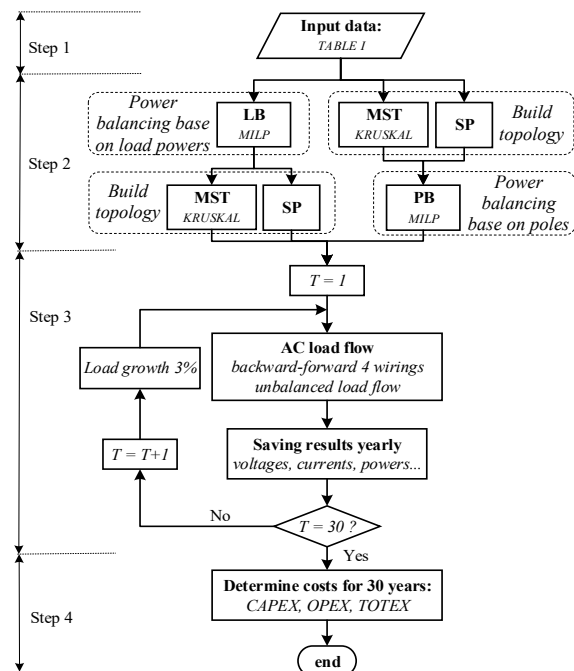 Step 1
Input data:
TABLE I
Step 2
Power
balancing base
on load powers
LB
MILP
MST
KRUSKAL
SP
Build
topology
Build
topology
MST
KRUSKAL
SP
PB
MILP
Power
balancing
base on poles
Step 3
T = 1
Load growth 3%
AC load flow
backward-forward 4 wirings
unbalanced load flow
T = T+1
Saving results yearly
voltages, currents, powers...
No
T = 30 ?
Yes
Step 4
Determine costs for 30 years:
CAPEX, OPEX, TOTEX
end